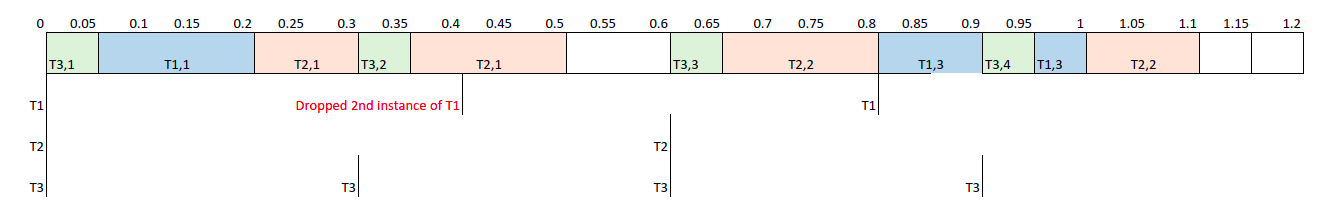 0 0.05 0.1 0.15 0.2 0.25 0.3 0.35 0.4 0.45 0.5 0.55 0.6 0.65 0.7 0.75 0.8 0.85 0.9 0.95 1 1.05 1.1 1.15 1.2
T3,1 T1,1 T2,1 T3,2 T2,1 T3,3 T2,2 T1,3 T3,4 T1,3 T2,2
T1 Dropped 2nd instance of T1 T1
T2 T2
T3 T3 T3 T3